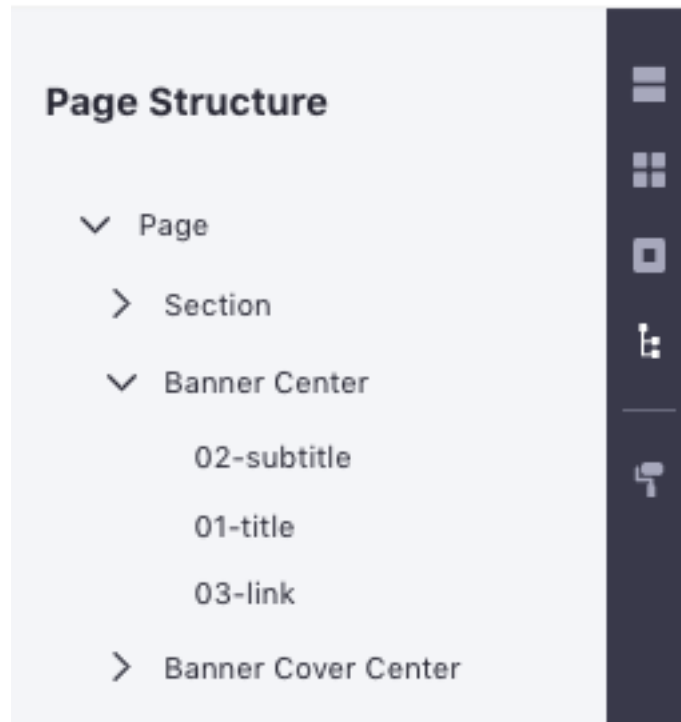 Page Structure
Page
Section
Banner Center
02-subtitle
01-title
03-link
Banner Cover Center